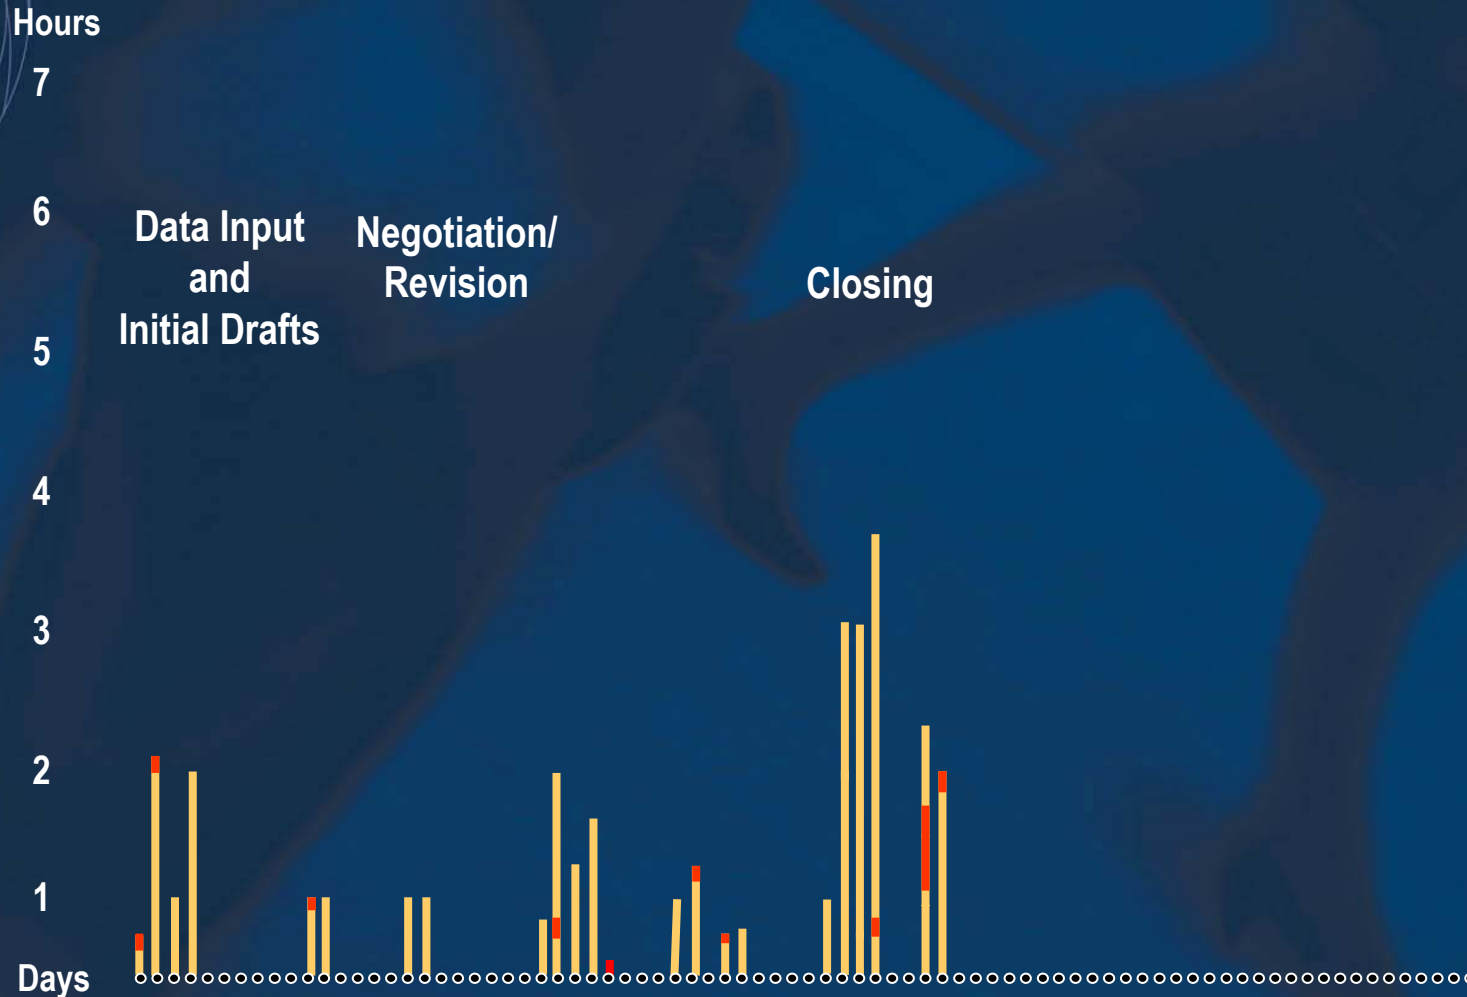 Hours
7
6
Data Input
and
Initial Drafts
Negotiation/
Revision
Closing
5
4
3
2
1
Days